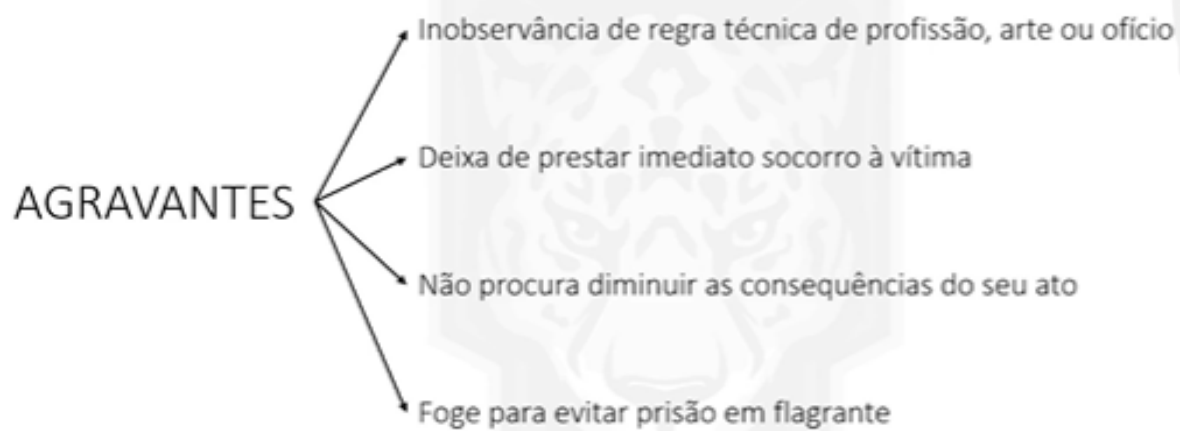 Inobservância de regra técnica de profissão, arte ou ofício
Deixa de prestar imediato socorro à vítima
AGRAVANTES
Não procura diminuir as consequências do seu ato
Foge para evitar prisão em flagrante